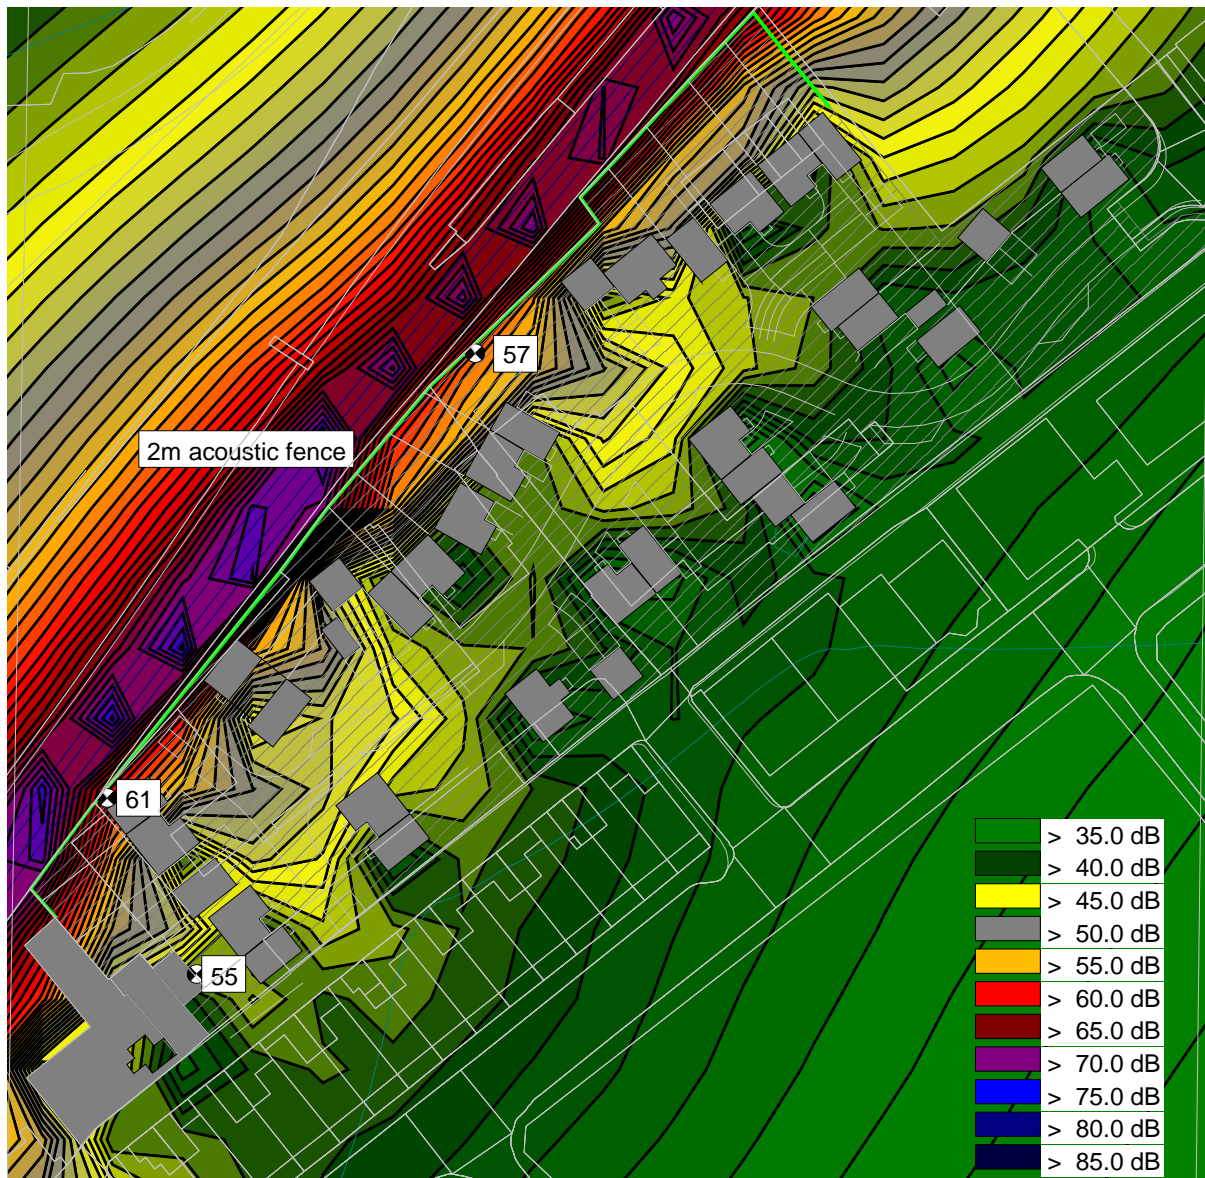 57
2m acoustic fence
61
55
> 35.0 dB
> 40.0 dB
> 45.0 dB
> 50.0 dB
> 55.0 dB
> 60.0 dB
> 65.0 dB
> 70.0 dB
> 75.0 dB
> 80.0 dB
> 85.0 dB